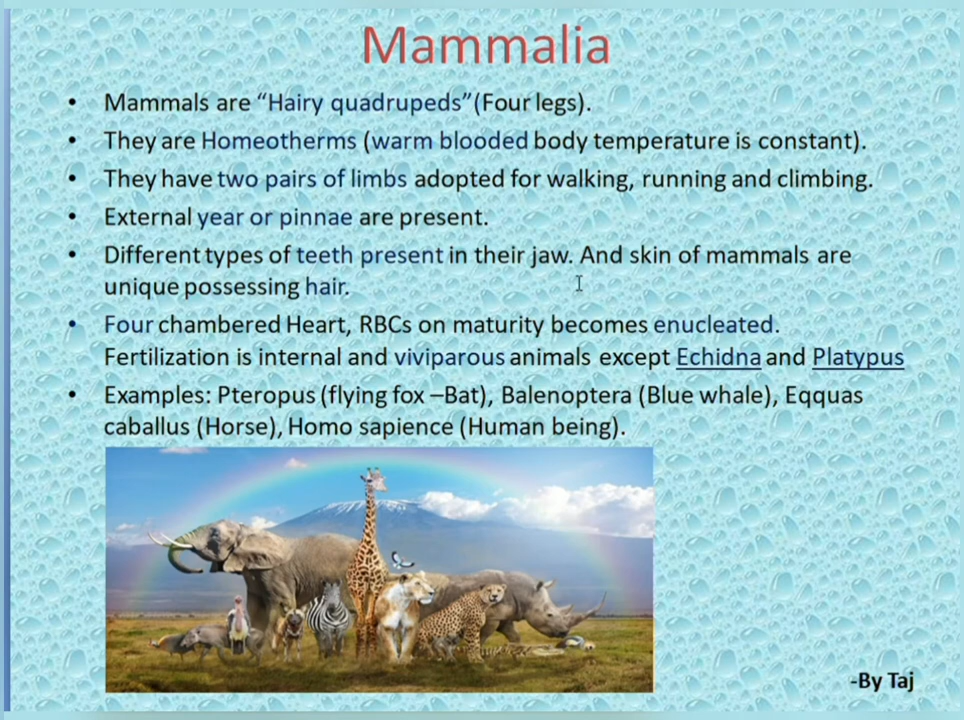 Mammalia
• Mammals are “Hairy quadrupeds”(Four legs).
• They are Homeotherms (warm blooded body temperature is constant).
• They have two pairs of limbs adopted for walking, running and climbing.
• External year or pinnae are present.
• Different types of teeth present in their jaw. And skin of mammals are
unique possessing hair.
• Four chambered Heart, RBCs on maturity becomes enucleated.
Fertilization is internal and viviparous animals except Echidna and Platypus
• Examples: Pteropus (flying fox –Bat), Balenoptera (Blue whale), Eqquas
caballus (Horse), Homo sapience (Human being).
-By Taj